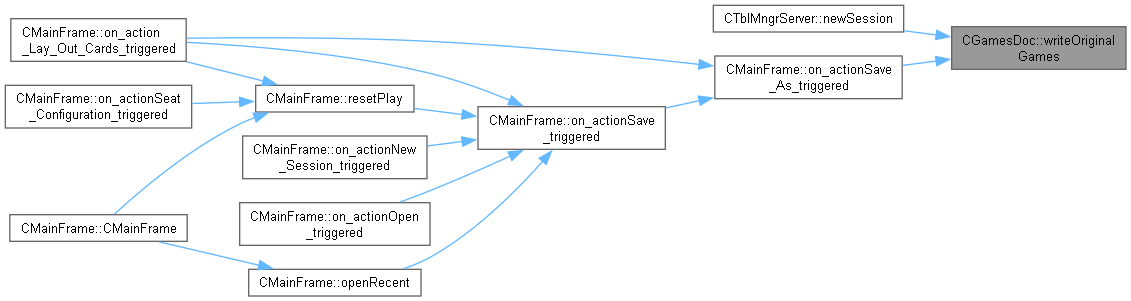 CMainFrame::on_action
_Lay_Out_Cards_triggered
CTblMngrServer::newSession
CGamesDoc::writeOriginal
Games
CMainFrame::on_actionSave
_As_triggered
CMainFrame::on_actionSeat
_Configuration_triggered
CMainFrame::resetPlay
CMainFrame::on_actionSave
_triggered
CMainFrame::on_actionNew
_Session_triggered
CMainFrame::on_actionOpen
_triggered
CMainFrame::CMainFrame
CMainFrame::openRecent